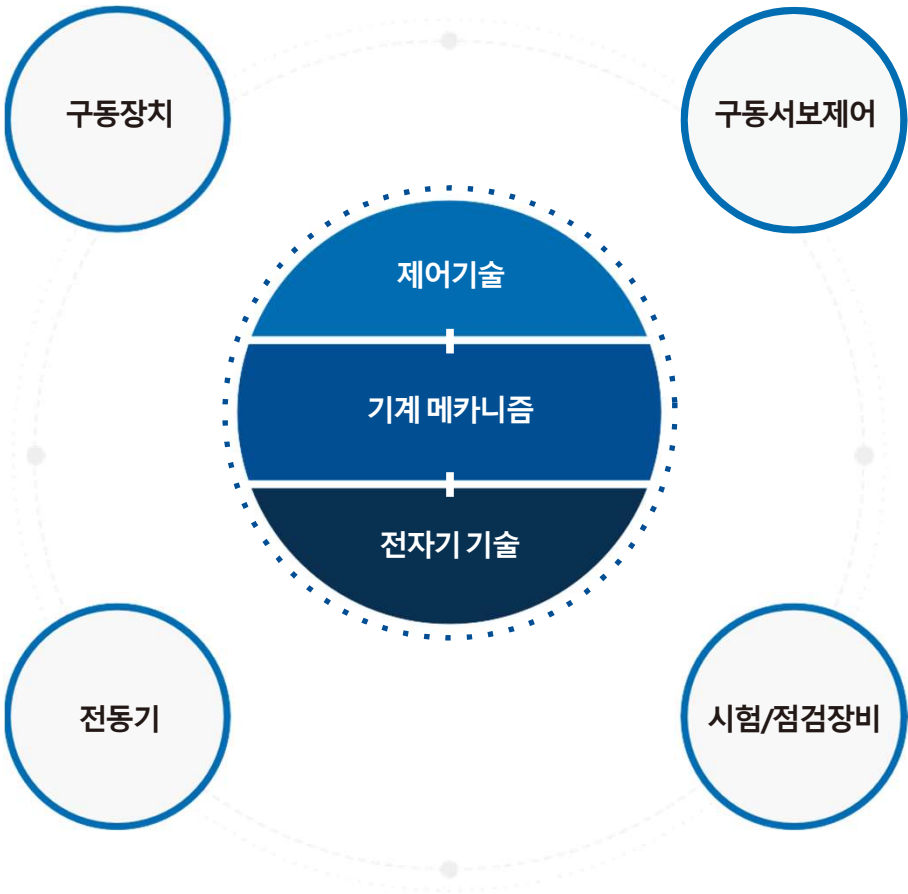 구동장치
구동서보제어
제어기술
기계 메카니즘
전자기 기술
전동기
시험/점검장비